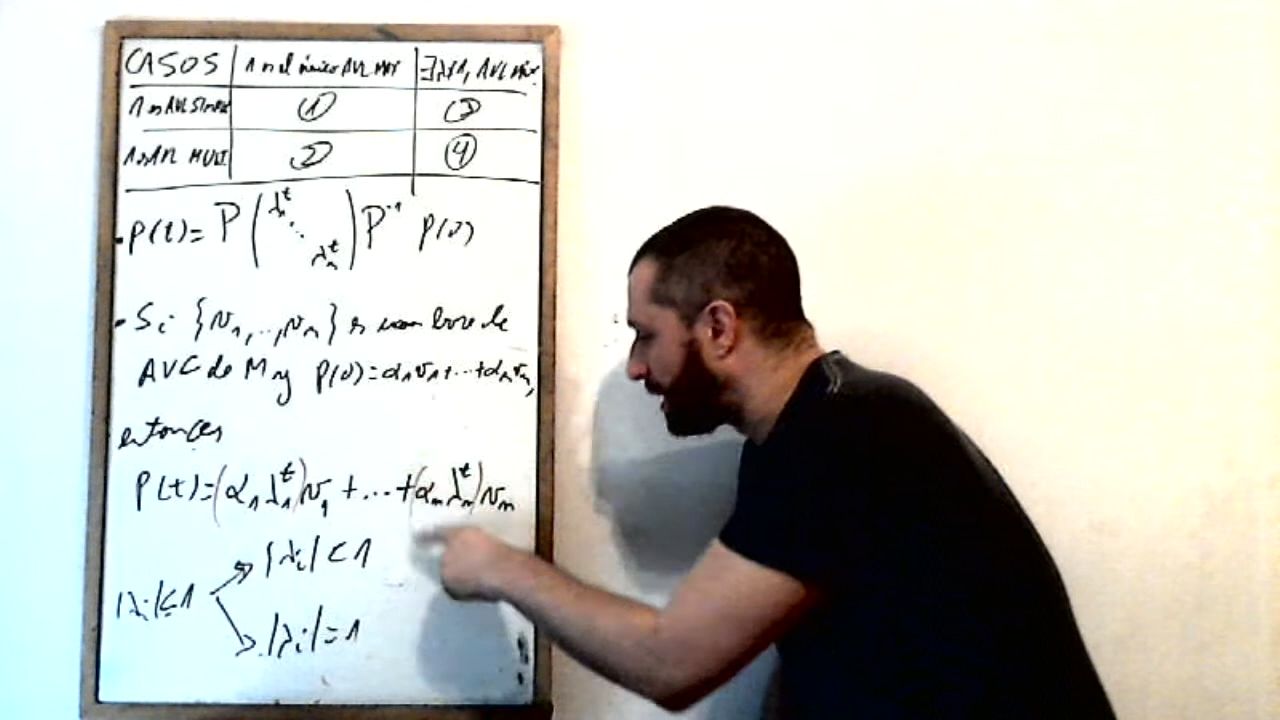 CASOS | 1 es el único AVL MAX | ∃λ≠1, AVL Máx.
1 es AVL SIMPLE | ① | ③
1 es AVL MULT | ② | ④
• P(t) = P (λ₁ᵗ ⋱ λₙᵗ) P⁻¹ P(0)
• Si {v₁,..,vₙ} es una base de
AVC de M y P(0)=α₁v₁+...+αₙvₙ,
entonces
P(t)=(α₁λ₁ᵗ)v₁+...+(αₙλₙᵗ)vₙ
|λᵢ|<1
|λᵢ|≤1
|λᵢ|=1